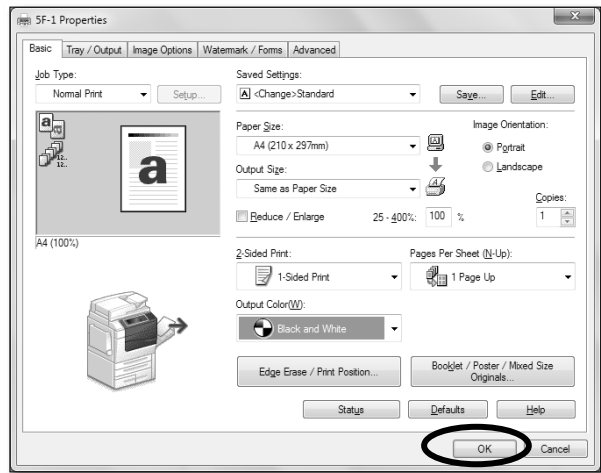 5F-1 Properties
Basic Tray / Output Image Options Watermark / Forms Advanced
Job Type:
Normal Print Setup...
Saved Settings:
<Change>Standard Save... Edit...
Paper Size:
A4 (210 x 297mm)
Image Orientation:
Portrait
Landscape
Output Size:
Same as Paper Size
Copies:
1
Reduce / Enlarge 25 - 400%: 100 %
A4 (100%)
2-Sided Print:
1-Sided Print
Pages Per Sheet (N-Up):
1 Page Up
Output Color(W):
Black and White
Edge Erase / Print Position...
Booklet / Poster / Mixed Size
Originals...
Status Defaults Help
OK Cancel